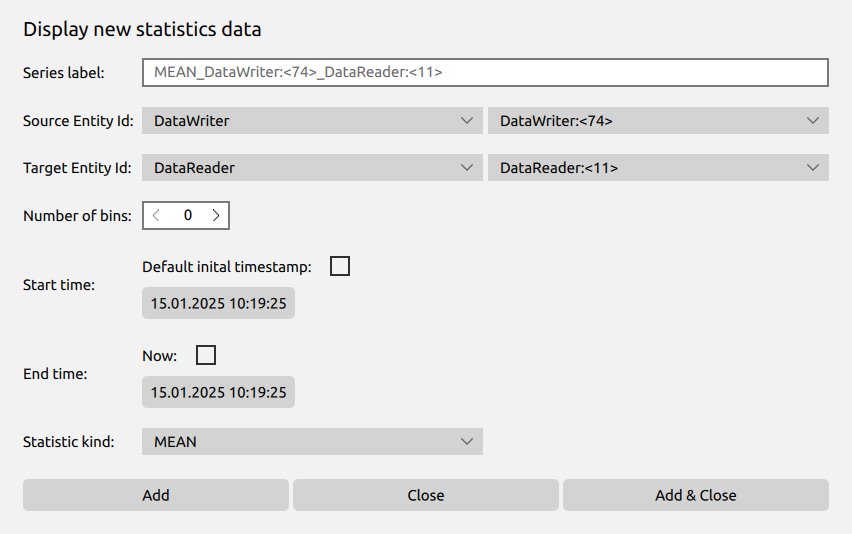 Display new statistics data
Series label: MEAN_DataWriter:<74>_DataReader:<11>
Source Entity Id: DataWriter DataWriter:<74>
Target Entity Id: DataReader DataReader:<11>
Number of bins: 0
Default inital timestamp:
Start time:
15.01.2025 10:19:25
Now:
End time:
15.01.2025 10:19:25
Statistic kind: MEAN
Add Close Add & Close